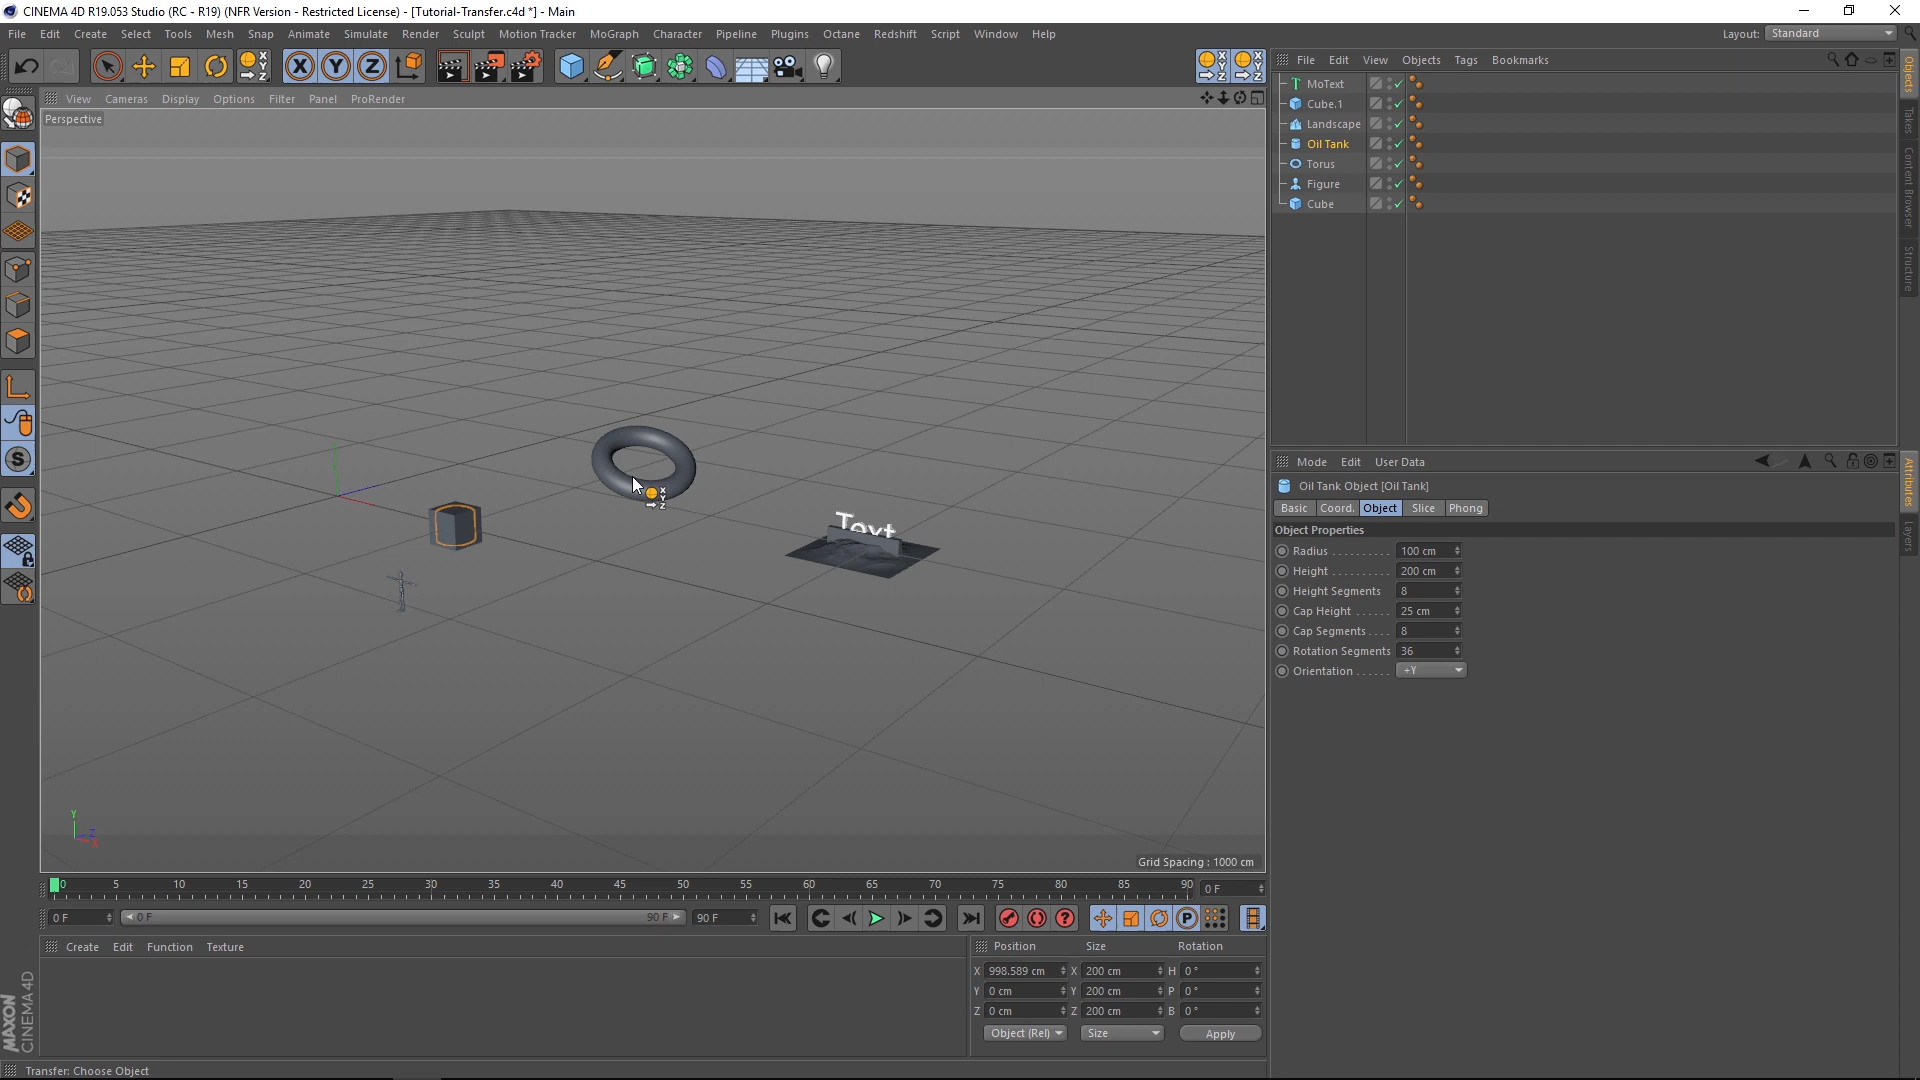 CINEMA 4D R19.053 Studio (RC - R19) (NFR Version - Restricted License) - [Tutorial-Transfer.c4d *] - Main
File Edit Create Select Tools Mesh Snap Animate Simulate Render Sculpt Motion Tracker MoGraph Character Pipeline Plugins Octane Redshift Script Window Help Layout: Standard
File Edit View Objects Tags Bookmarks
MoText
Cube.1
Landscape
Oil Tank
Torus
Figure
Cube
Objects
Takes
Content Browser
Structure
View Cameras Display Options Filter Panel ProRender
Perspective
Text
Y
Z
X
Grid Spacing : 1000 cm
Mode Edit User Data
Oil Tank Object [Oil Tank]
Basic Coord. Object Slice Phong
Object Properties
Radius . . . . . . . . . . 100 cm
Height . . . . . . . . . . 200 cm
Height Segments 8
Cap Height . . . . . . 25 cm
Cap Segments . . . . 8
Rotation Segments 36
Orientation . . . . . . +Y
Attributes
Layers
0 5 10 15 20 25 30 35 40 45 50 55 60 65 70 75 80 85 90 0 F
0 F 0 F 90 F 90 F
Create Edit Function Texture
Position Size Rotation
X 998.589 cm X 200 cm H 0 °
Y 0 cm Y 200 cm P 0 °
Z 0 cm Z 200 cm B 0 °
Object (Rel) Size Apply
MAXON
CINEMA 4D
Transfer: Choose Object